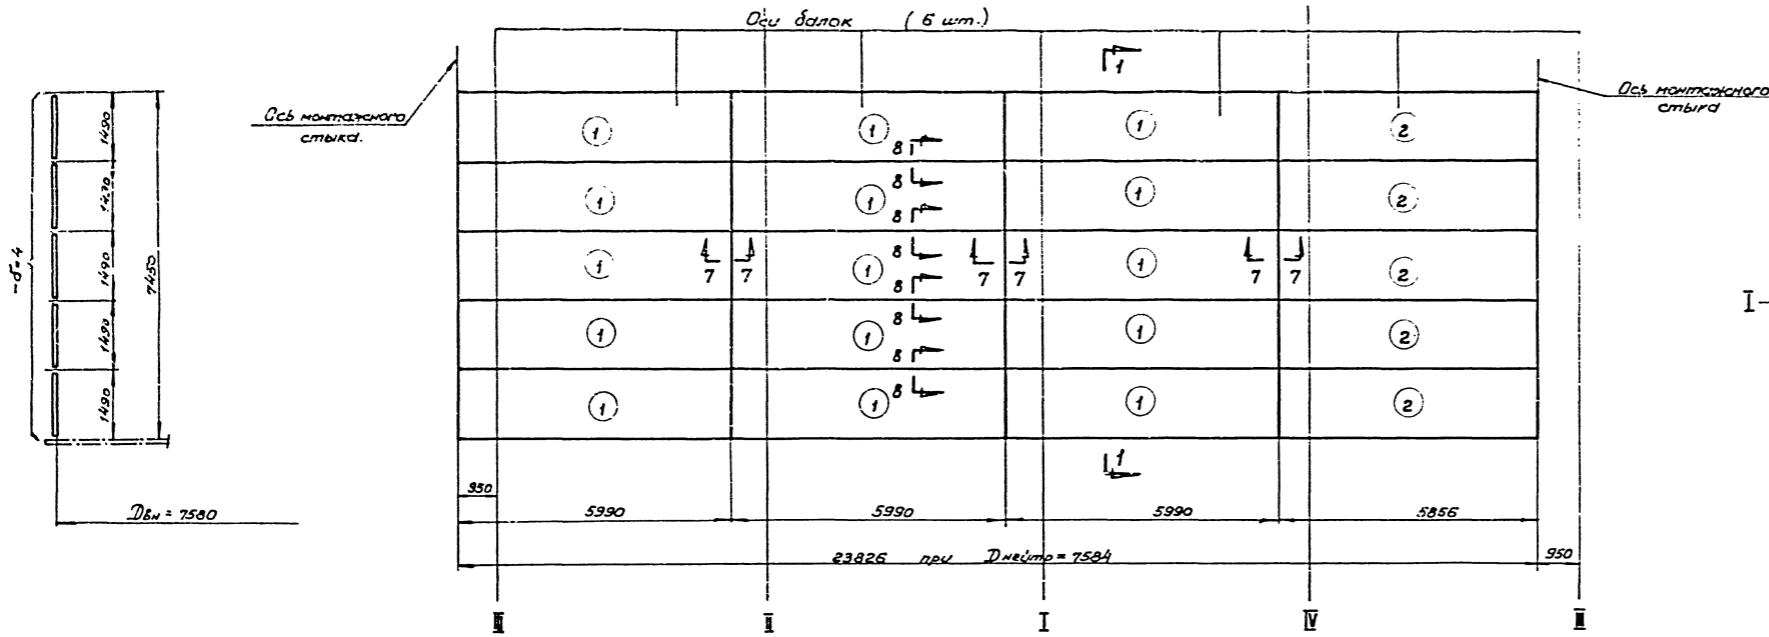 Оси балок (6 шт.)
Ось монтажного
стыка.
Ось монтажного
стыка
1
1
1 1 1 2
1 1 1 2
1 1 1 2
1 1 1 2
1 1 1 2
8
8
8
8
8
8
8
8
7 7 7 7 7 7
1490
1490
1490
1490
1490
7450
-δ=4
Dвн = 7580
950
5990 5990 5990 5856
23826 при Dнейтр = 7584
950
III II I IV III
I-